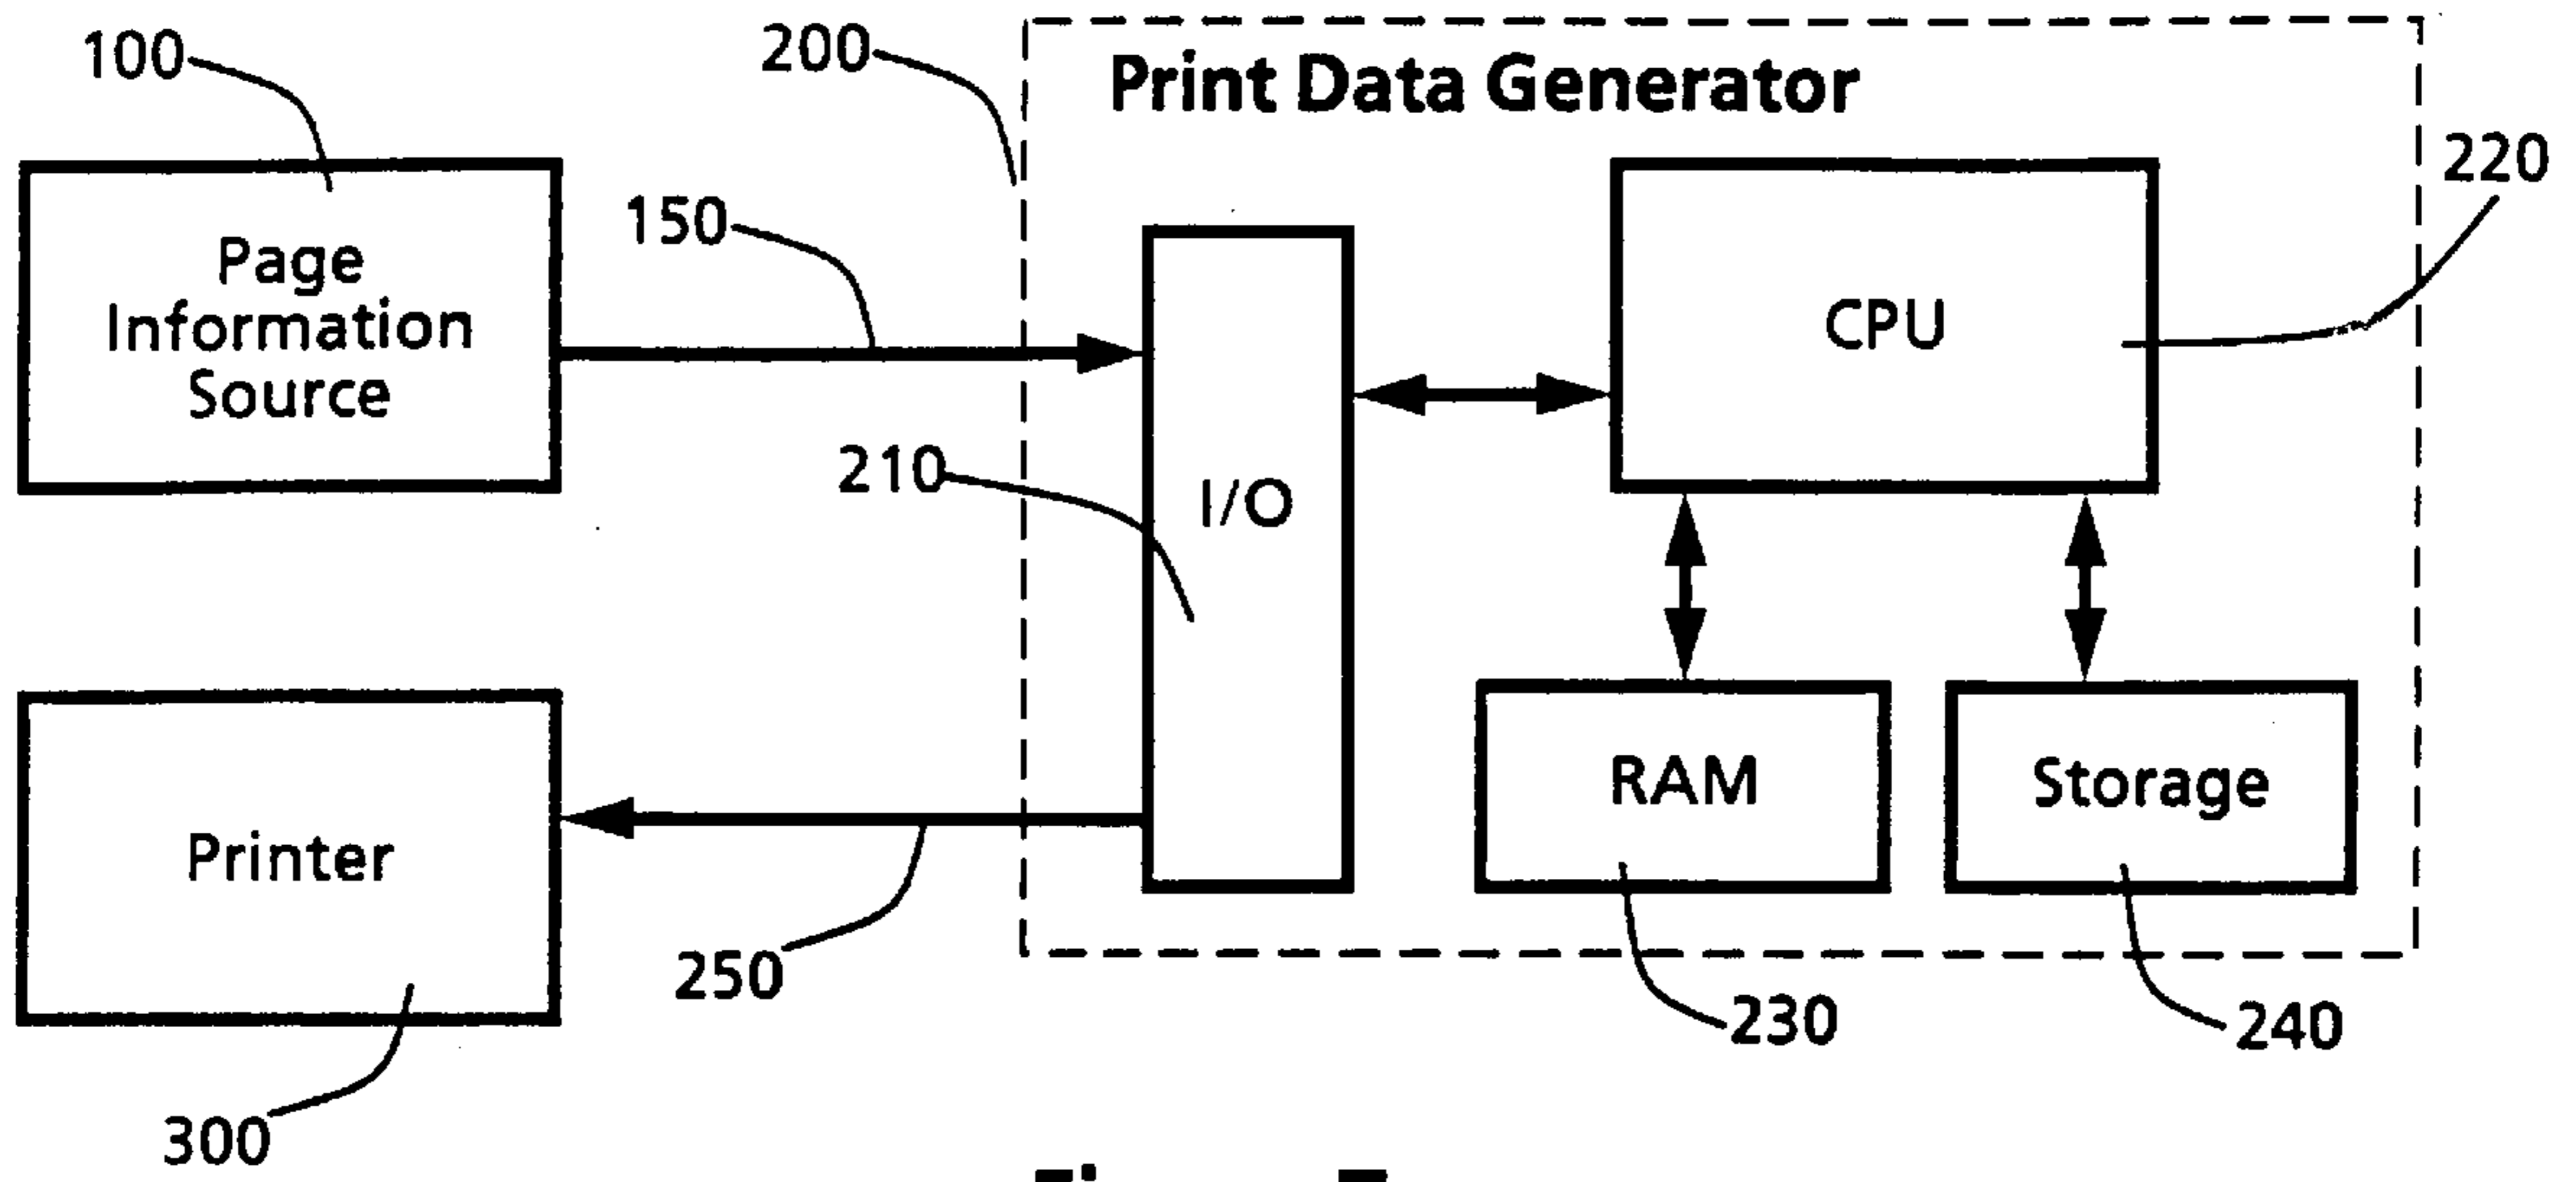 100
200
Print Data Generator
220
150
Page
Information
Source
CPU
210
I/O
RAM
Storage
Printer
250
230
240
300